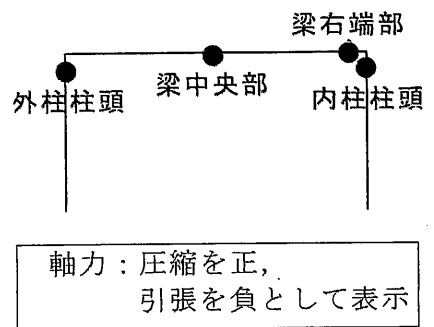 梁右端部
外柱柱頭
梁中央部
内柱柱頭
軸力：圧縮を正，
引張を負として表示